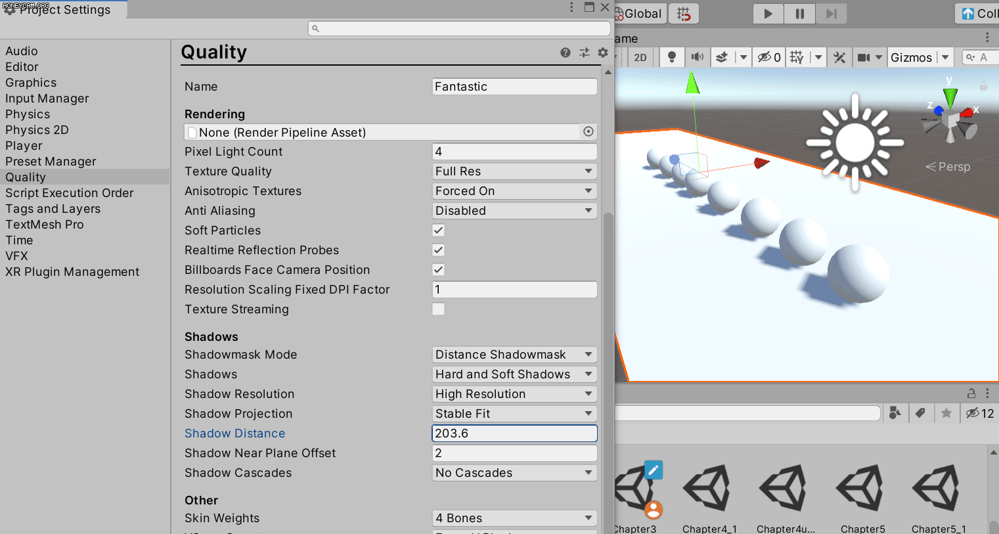 HONEYCAM.ORG
Project Settings
Audio
Editor
Graphics
Input Manager
Physics
Physics 2D
Player
Preset Manager
Quality
Script Execution Order
Tags and Layers
TextMesh Pro
Time
VFX
XR Plugin Management
Quality
Name Fantastic
Rendering
None (Render Pipeline Asset)
Pixel Light Count 4
Texture Quality Full Res
Anisotropic Textures Forced On
Anti Aliasing Disabled
Soft Particles
Realtime Reflection Probes
Billboards Face Camera Position
Resolution Scaling Fixed DPI Factor 1
Texture Streaming
Shadows
Shadowmask Mode Distance Shadowmask
Shadows Hard and Soft Shadows
Shadow Resolution High Resolution
Shadow Projection Stable Fit
Shadow Distance 203.6
Shadow Near Plane Offset 2
Shadow Cascades No Cascades
Other
Skin Weights 4 Bones
Global
Coll
ame
2D 0 Gizmos A
y
z x
Persp
12
Chapter3 Chapter4_1 Chapter4u... Chapter5 Chapter5_1